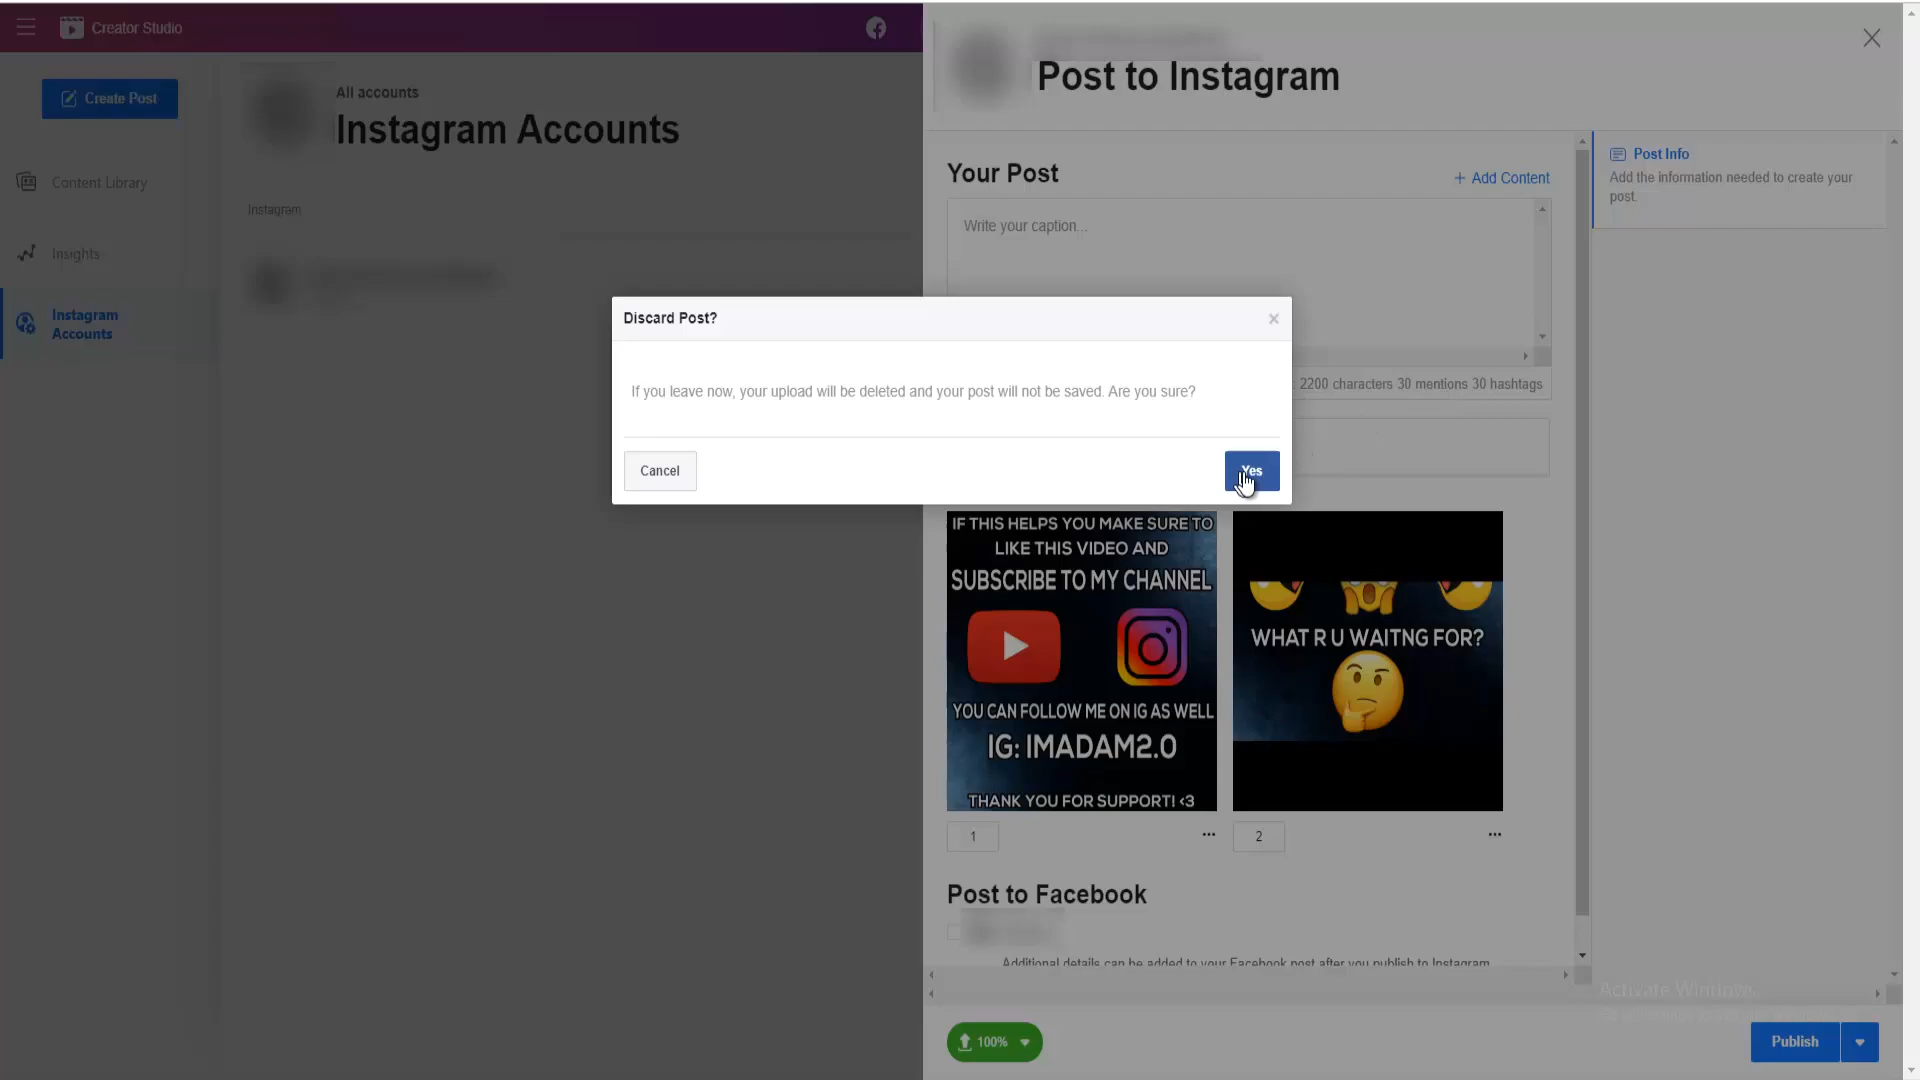 Creator Studio
Create Post
Content Library
Insights
Instagram
Accounts
All accounts
Instagram Accounts
Instagram
Post to Instagram
Your Post
+ Add Content
Write your caption...
2200 characters 30 mentions 30 hashtags
Post Info
Add the information needed to create your
post.
Discard Post?
If you leave now, your upload will be deleted and your post will not be saved. Are you sure?
Cancel
Yes
IF THIS HELPS YOU MAKE SURE TO
LIKE THIS VIDEO AND
SUBSCRIBE TO MY CHANNEL
YOU CAN FOLLOW ME ON IG AS WELL
IG: IMADAM2.0
THANK YOU FOR SUPPORT! <3
WHAT R U WAITNG FOR?
1
2
Post to Facebook
Additional details can be added to your Facebook post after you publish to Instagram
Activate Windows
100%
Publish